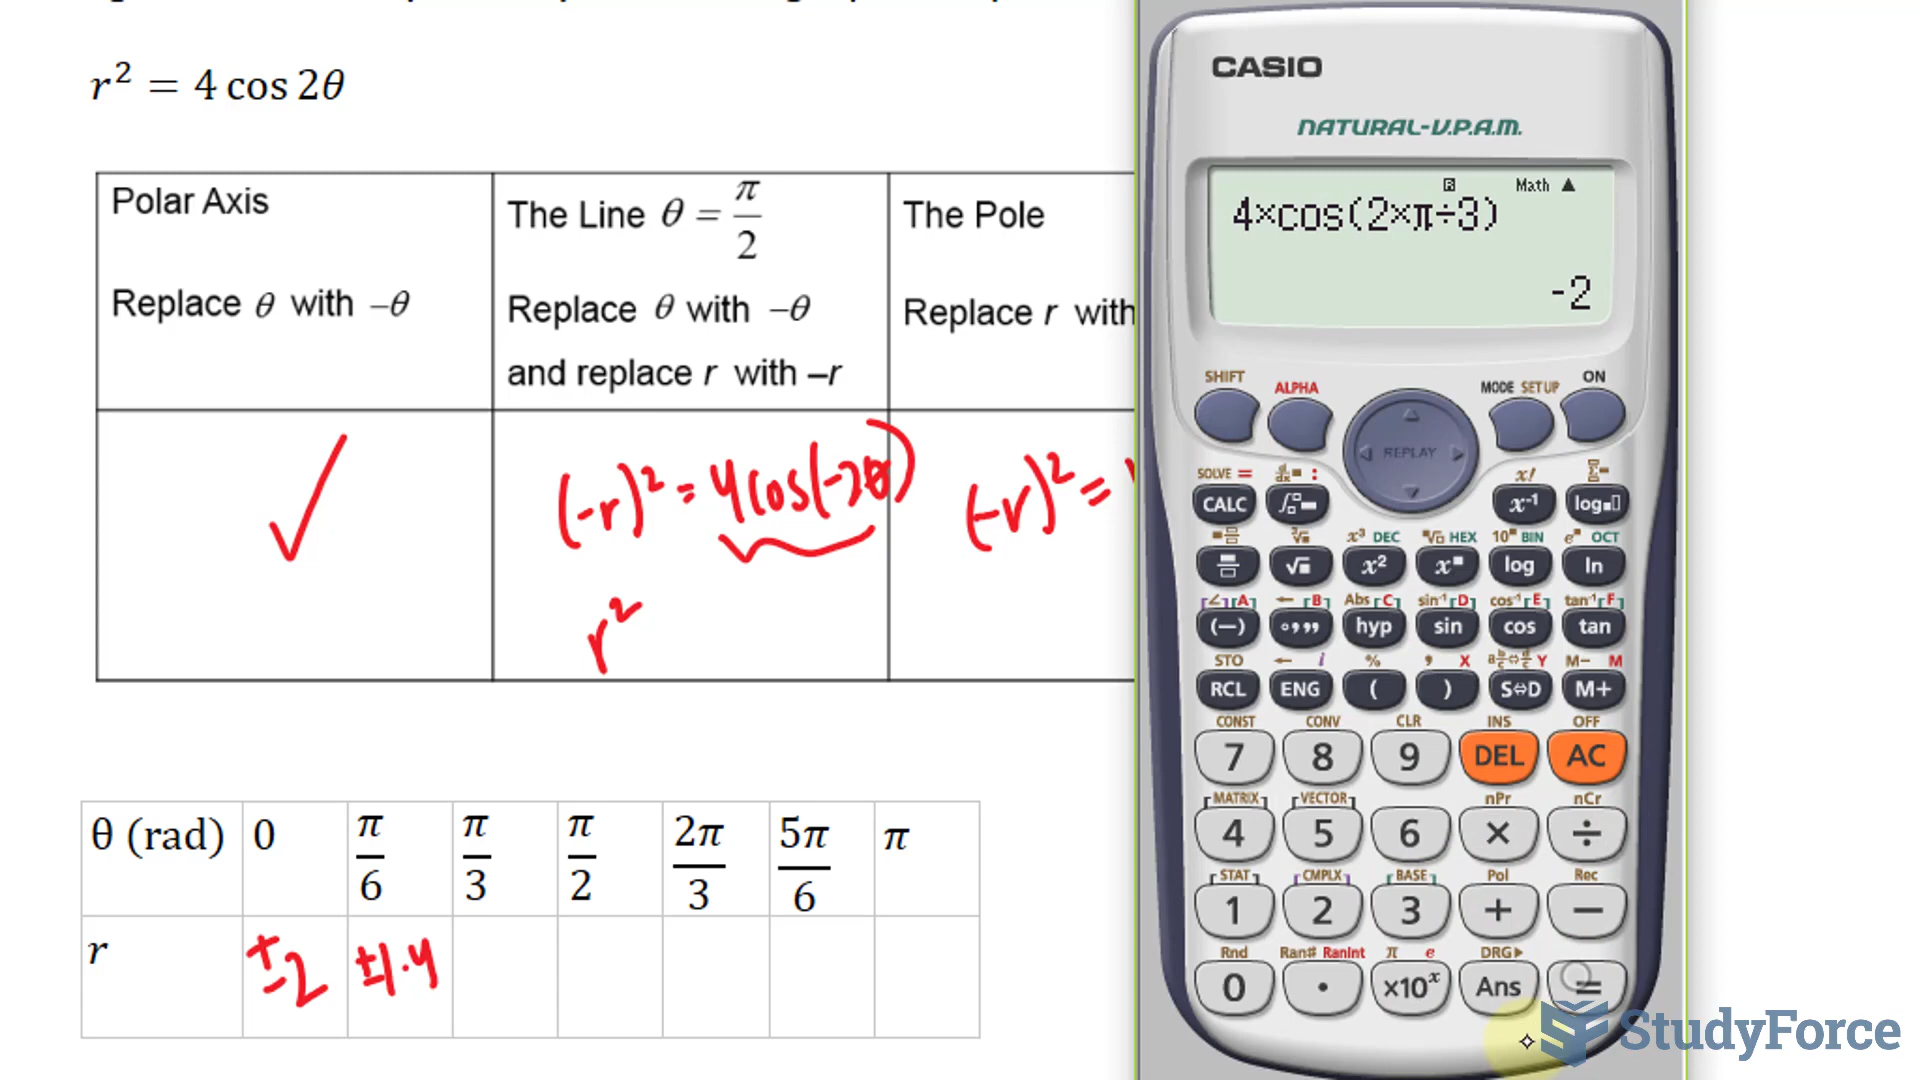 r² = 4 cos 2θ
Polar Axis
Replace θ with −θ
The Line θ = π/2
Replace θ with −θ
and replace r with –r
The Pole
Replace r with
(-r)² = 4cos(-2θ)
r²
(-r)² =
θ (rad) 0 π/6 π/3 π/2 2π/3 5π/6 π
r ±2 ±1.4
CASIO
NATURAL-V.P.A.M.
R Math ▲
4×cos(2×π÷3)
-2
SHIFT ALPHA MODE SETUP ON
REPLAY
SOLVE = d/dx : x! Σ
CALC ∫ x⁻¹ log
x³ DEC √ HEX 10 BIN e OCT
√ x² x log ln
∠ A ← B Abs C sin⁻¹ D cos⁻¹ E tan⁻¹ F
(−) ° ' '' hyp sin cos tan
STO ← i % , X Y M− M
RCL ENG ( ) S⇔D M+
CONST CONV CLR INS OFF
7 8 9 DEL AC
MATRIX VECTOR nPr nCr
4 5 6 × ÷
STAT CMPLX BASE Pol Rec
1 2 3 + −
Rnd Ran# RanInt π e DRG▶
0 . ×10ˣ Ans =
StudyForce